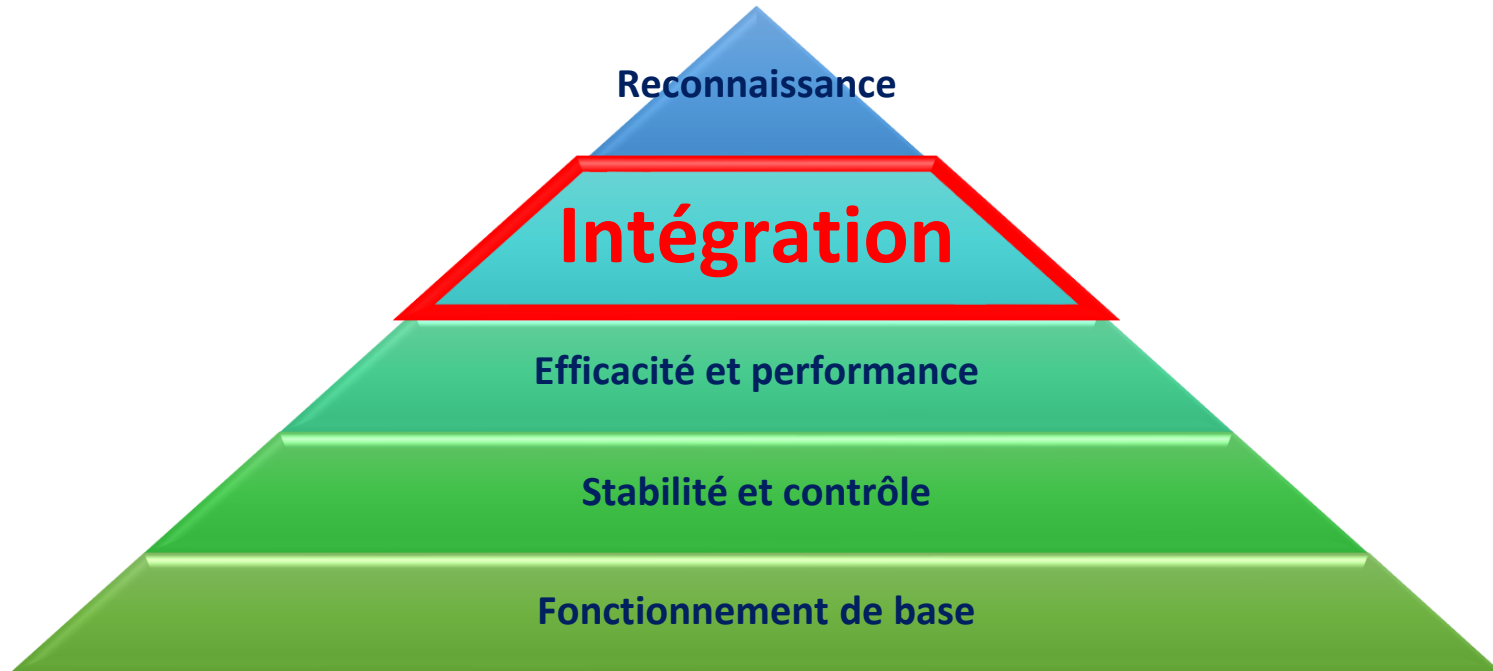 Reconnaissance
Intégration
Efficacité et performance
Stabilité et contrôle
Fonctionnement de base